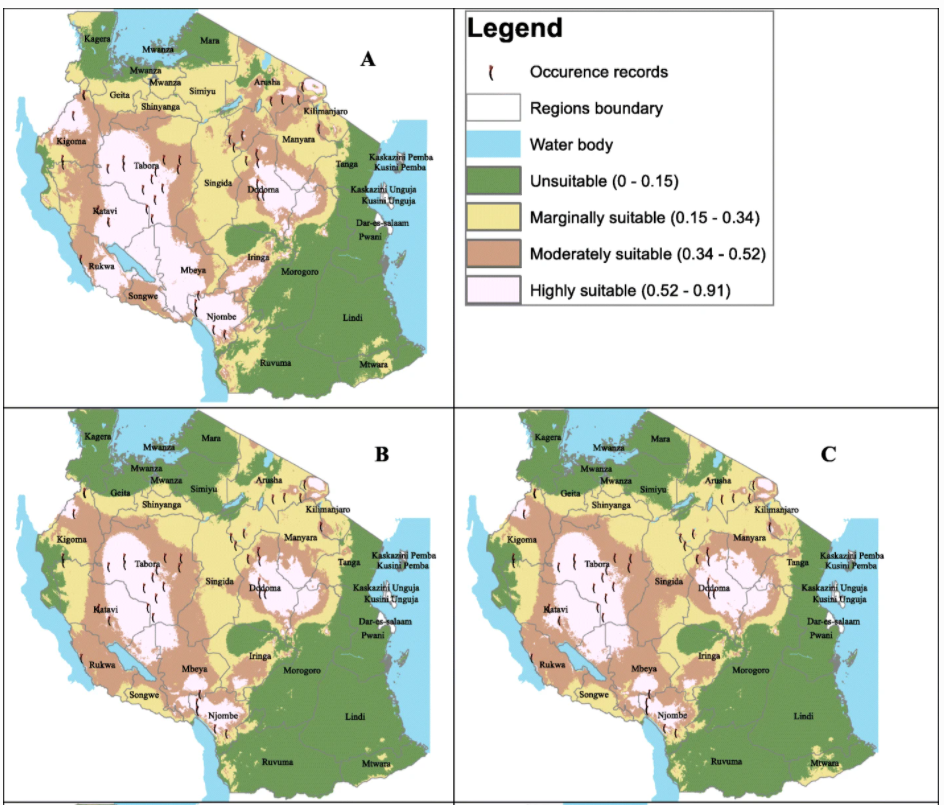 Kagera
Mwanza
Mara
A
Mwanza
Mwanza
Arusha
Geita
Simiyu
Shinyanga
Kilimanjaro
Kigoma
Manyara
Tabora
Tanga
Kaskazini Pemba
Kusini Pemba
Singida
Dodoma
Kaskazini Unguja
Kusini Unguja
Katavi
Dar-es-salaam
Pwani
Iringa
Rukwa
Mbeya
Morogoro
Songwe
Njombe
Lindi
Ruvuma
Mtwara
Legend
Occurence records
Regions boundary
Water body
Unsuitable (0 - 0.15)
Marginally suitable (0.15 - 0.34)
Moderately suitable (0.34 - 0.52)
Highly suitable (0.52 - 0.91)
Kagera
Mwanza
Mara
B
Mwanza
Mwanza
Arusha
Geita
Simiyu
Shinyanga
Kilimanjaro
Kigoma
Manyara
Tabora
Tanga
Kaskazini Pemba
Kusini Pemba
Singida
Dodoma
Kaskazini Unguja
Kusini Unguja
Katavi
Dar-es-salaam
Pwani
Iringa
Rukwa
Mbeya
Morogoro
Songwe
Njombe
Lindi
Ruvuma
Mtwara
Kagera
Mwanza
Mara
C
Mwanza
Mwanza
Arusha
Geita
Simiyu
Shinyanga
Kilimanjaro
Kigoma
Manyara
Tabora
Tanga
Kaskazini Pemba
Kusini Pemba
Singida
Dodoma
Kaskazini Unguja
Kusini Unguja
Katavi
Dar-es-salaam
Pwani
Iringa
Rukwa
Mbeya
Morogoro
Songwe
Njombe
Lindi
Ruvuma
Mtwara